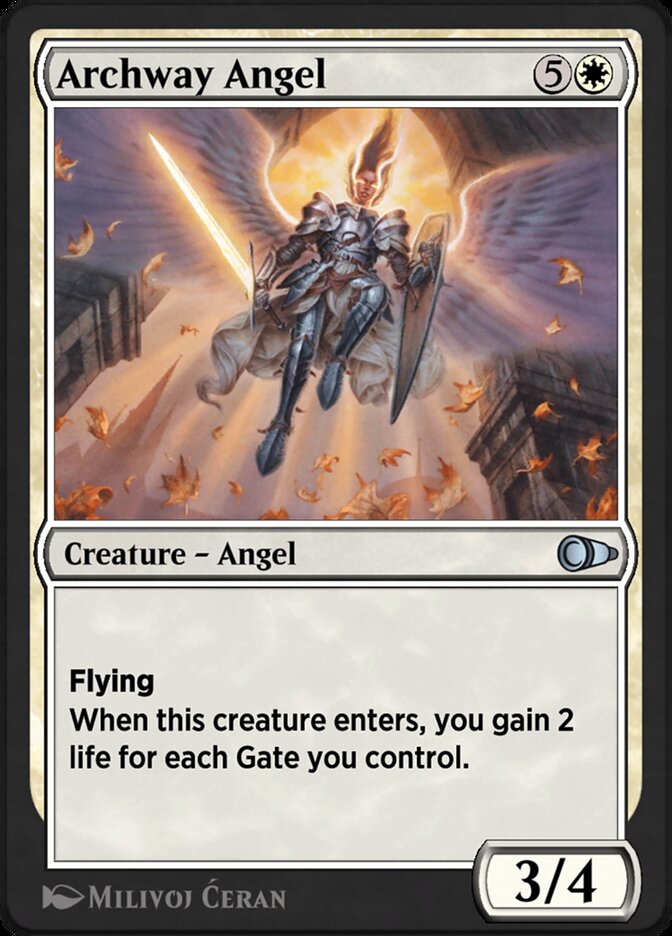 Archway Angel 5
Creature – Angel
Flying
When this creature enters, you gain 2
life for each Gate you control.
3/4
Milivoj Ćeran